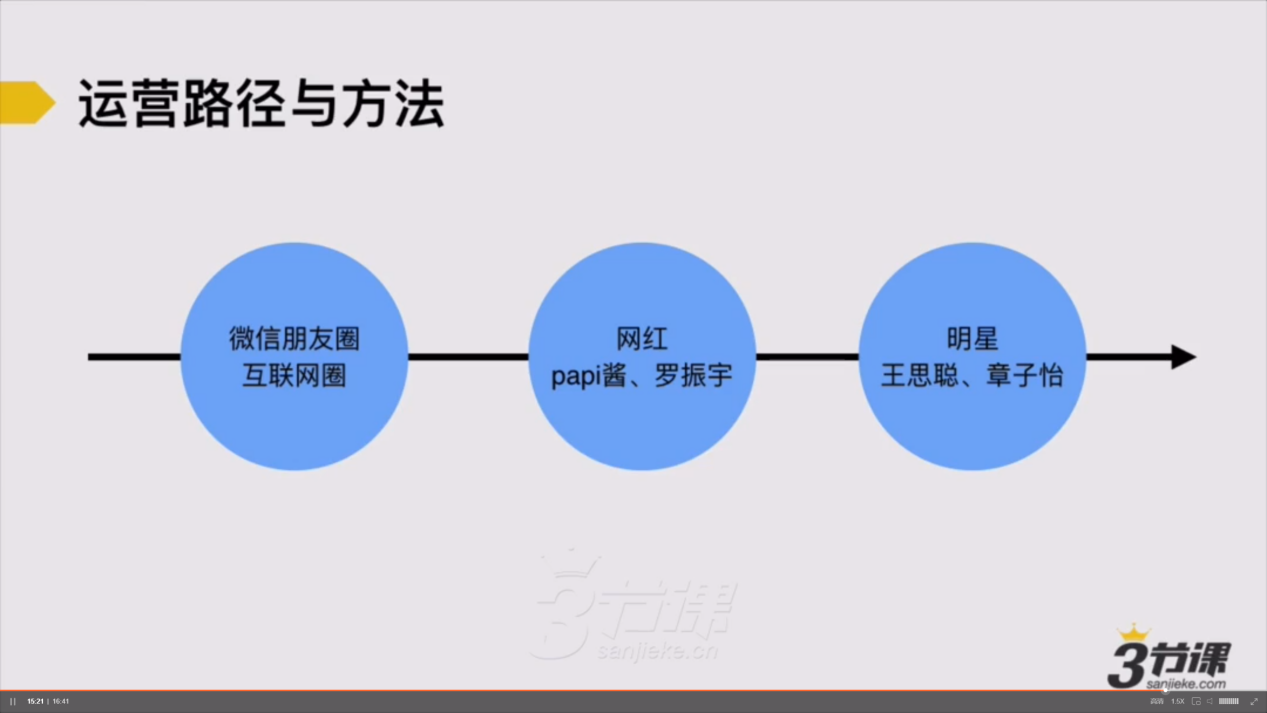 运营路径与方法
微信朋友圈
互联网圈
网红
papi酱、罗振宇
明星
王思聪、章子怡
3节课
sanjieke.cn
3节课
sanjieke.com
15:21 | 16:41
高清 1.5X